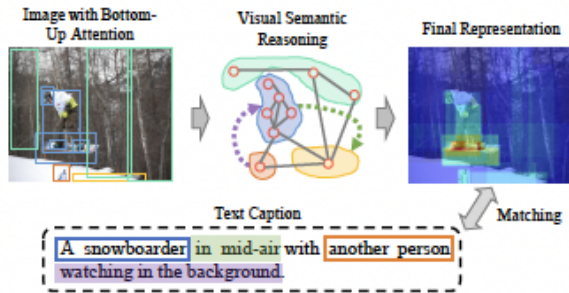 Image with Bottom-
Up Attention
Visual Semantic
Reasoning
Final Representation
Matching
Text Caption
A snowboarder in mid-air with another person
watching in the background.